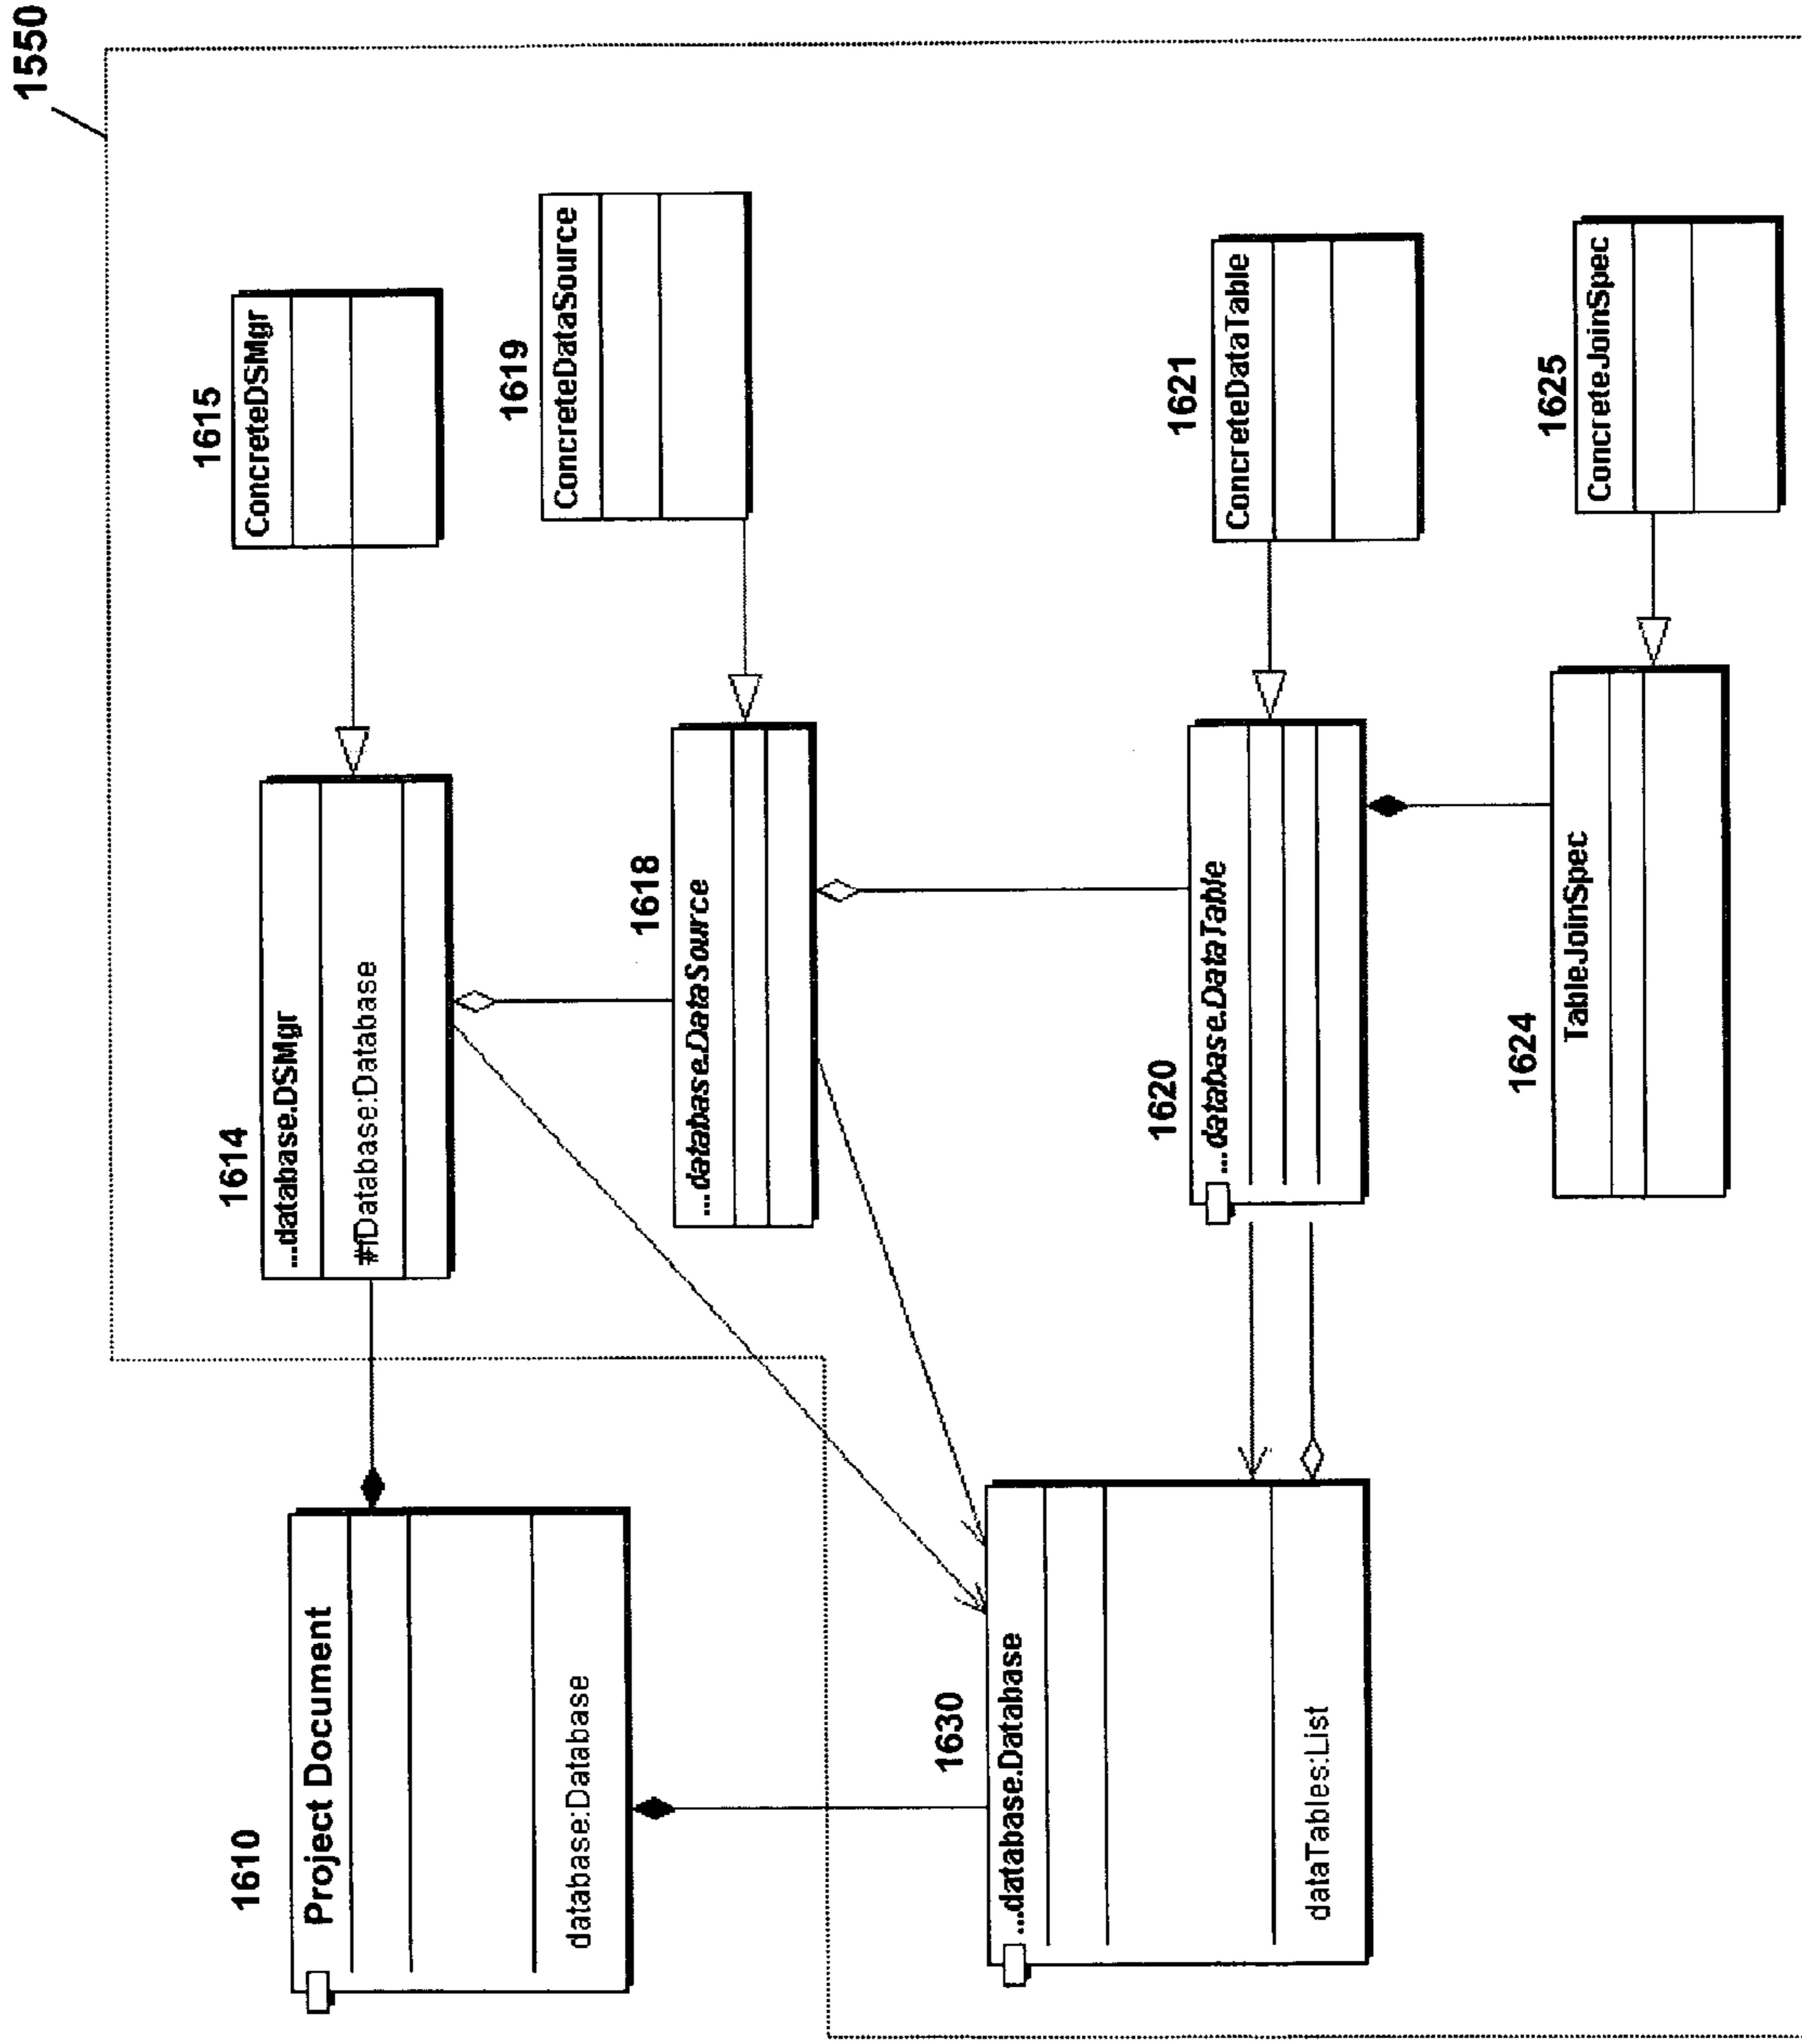 1550
1610
Project Document
database:Database
1614
...database.DSMgr
#fDatabase:Database
1615
ConcreteDSMgr
1618
...database.DataSource
1619
ConcreteDataSource
1630
...database.Database
dataTables:List
1620
...database.DataTable
1621
ConcreteDataTable
1624
TableJoinSpec
1625
ConcreteJoinSpec